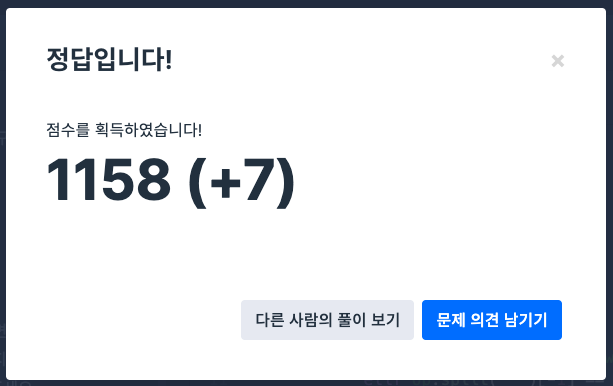 정답입니다!
×
점수를 획득하였습니다!
1158 (+7)
다른 사람의 풀이 보기
문제 의견 남기기